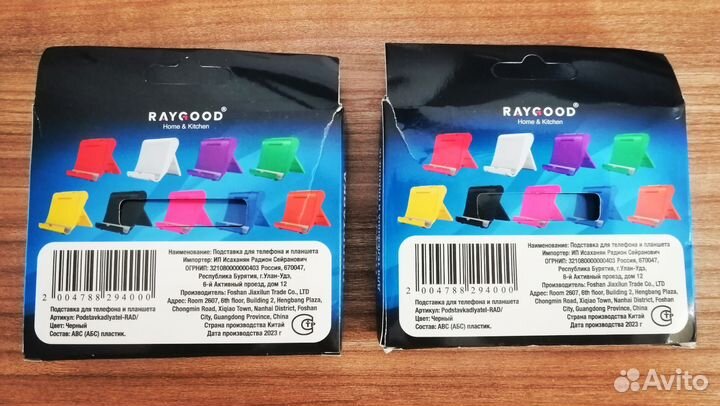 RAYGOOD®
Home & Kitchen
Наименование: Подставка для телефона и планшета
Импортер: ИП Исаханян Радион Сейранович
ОГРНИП: 321080000000403 Россия, 670047,
Республика Бурятия, г.Улан-Удэ,
6-й Активный проезд, дом 12
Производитель: Foshan Jiaxilun Trade Co., LTD
Адрес: Room 2607, 6th floor, Building 2, Hengbang Plaza,
Chongmin Road, Xiqiao Town, Nanhai District, Foshan
City, Guangdong Province, China
Страна производства Китай
Дата производства 2023 г
2 004788 294000
Подставка для телефона и планшета
Артикул: Podstavkadlyatel-RAD/
Цвет: Черный
Состав: АВС (АБС) пластик.
RAYGOOD®
Home & Kitchen
Наименование: Подставка для телефона и планшета
Импортер: ИП Исаханян Радион Сейранович
ОГРНИП: 321080000000403 Россия, 670047,
Республика Бурятия, г.Улан-Удэ,
6-й Активный проезд, дом 12
Производитель: Foshan Jiaxilun Trade Co., LTD
Адрес: Room 2607, 6th floor, Building 2, Hengbang Plaza,
Chongmin Road, Xiqiao Town, Nanhai District, Foshan
City, Guangdong Province, China
Страна производства Китай
Дата производства 2023 г
2 004788 294000
Подставка для телефона и планшета
Артикул: Podstavkadlyatel-RAD/
Цвет: Черный
Состав: АВС (АБС) пластик.
Avito